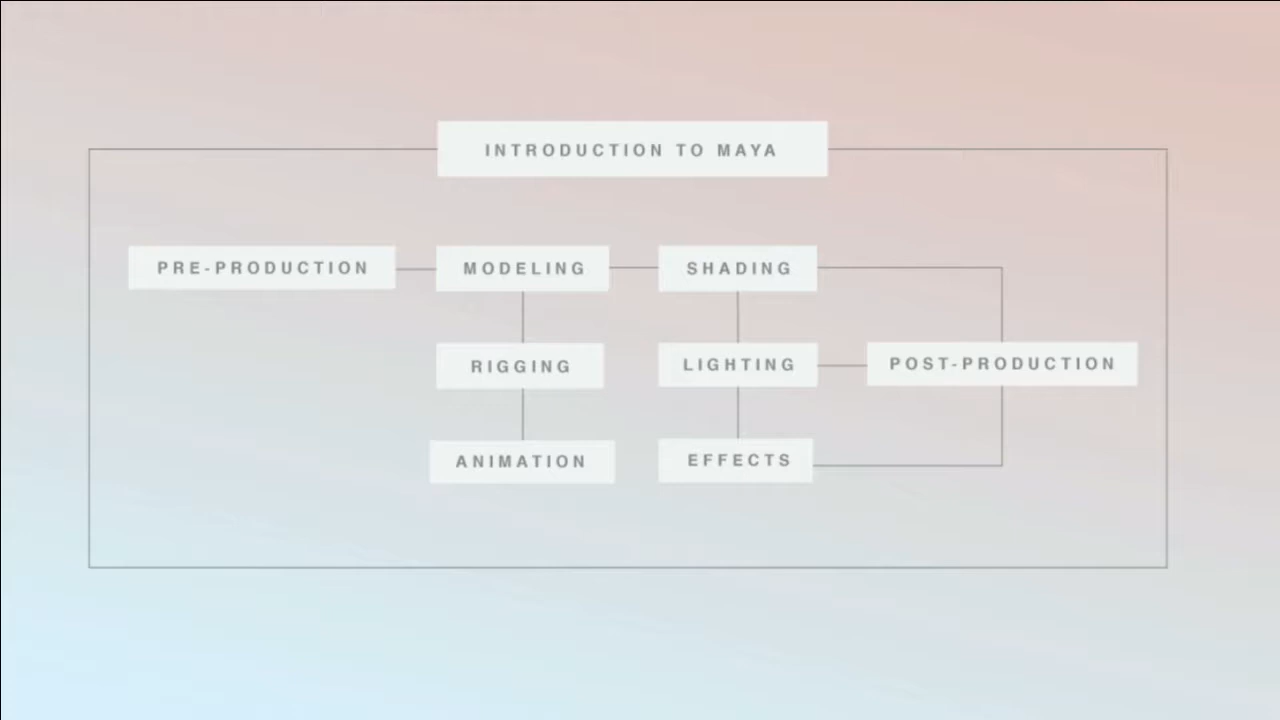 INTRODUCTION TO MAYA
PRE-PRODUCTION
MODELING
SHADING
RIGGING
LIGHTING
POST-PRODUCTION
ANIMATION
EFFECTS